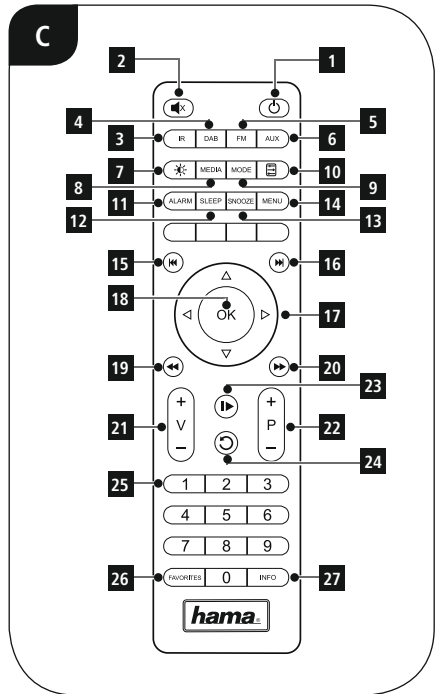 C
2
1
4
5
3
IR
DAB
FM
AUX
6
7
MEDIA
MODE
10
8
9
11
ALARM
SLEEP
SNOOZE
MENU
14
12
13
15
16
18
OK
17
19
20
23
21
+
V
−
+
P
−
22
24
25
1
2
3
4
5
6
7
8
9
26
FAVORITES
0
INFO
27
hama®